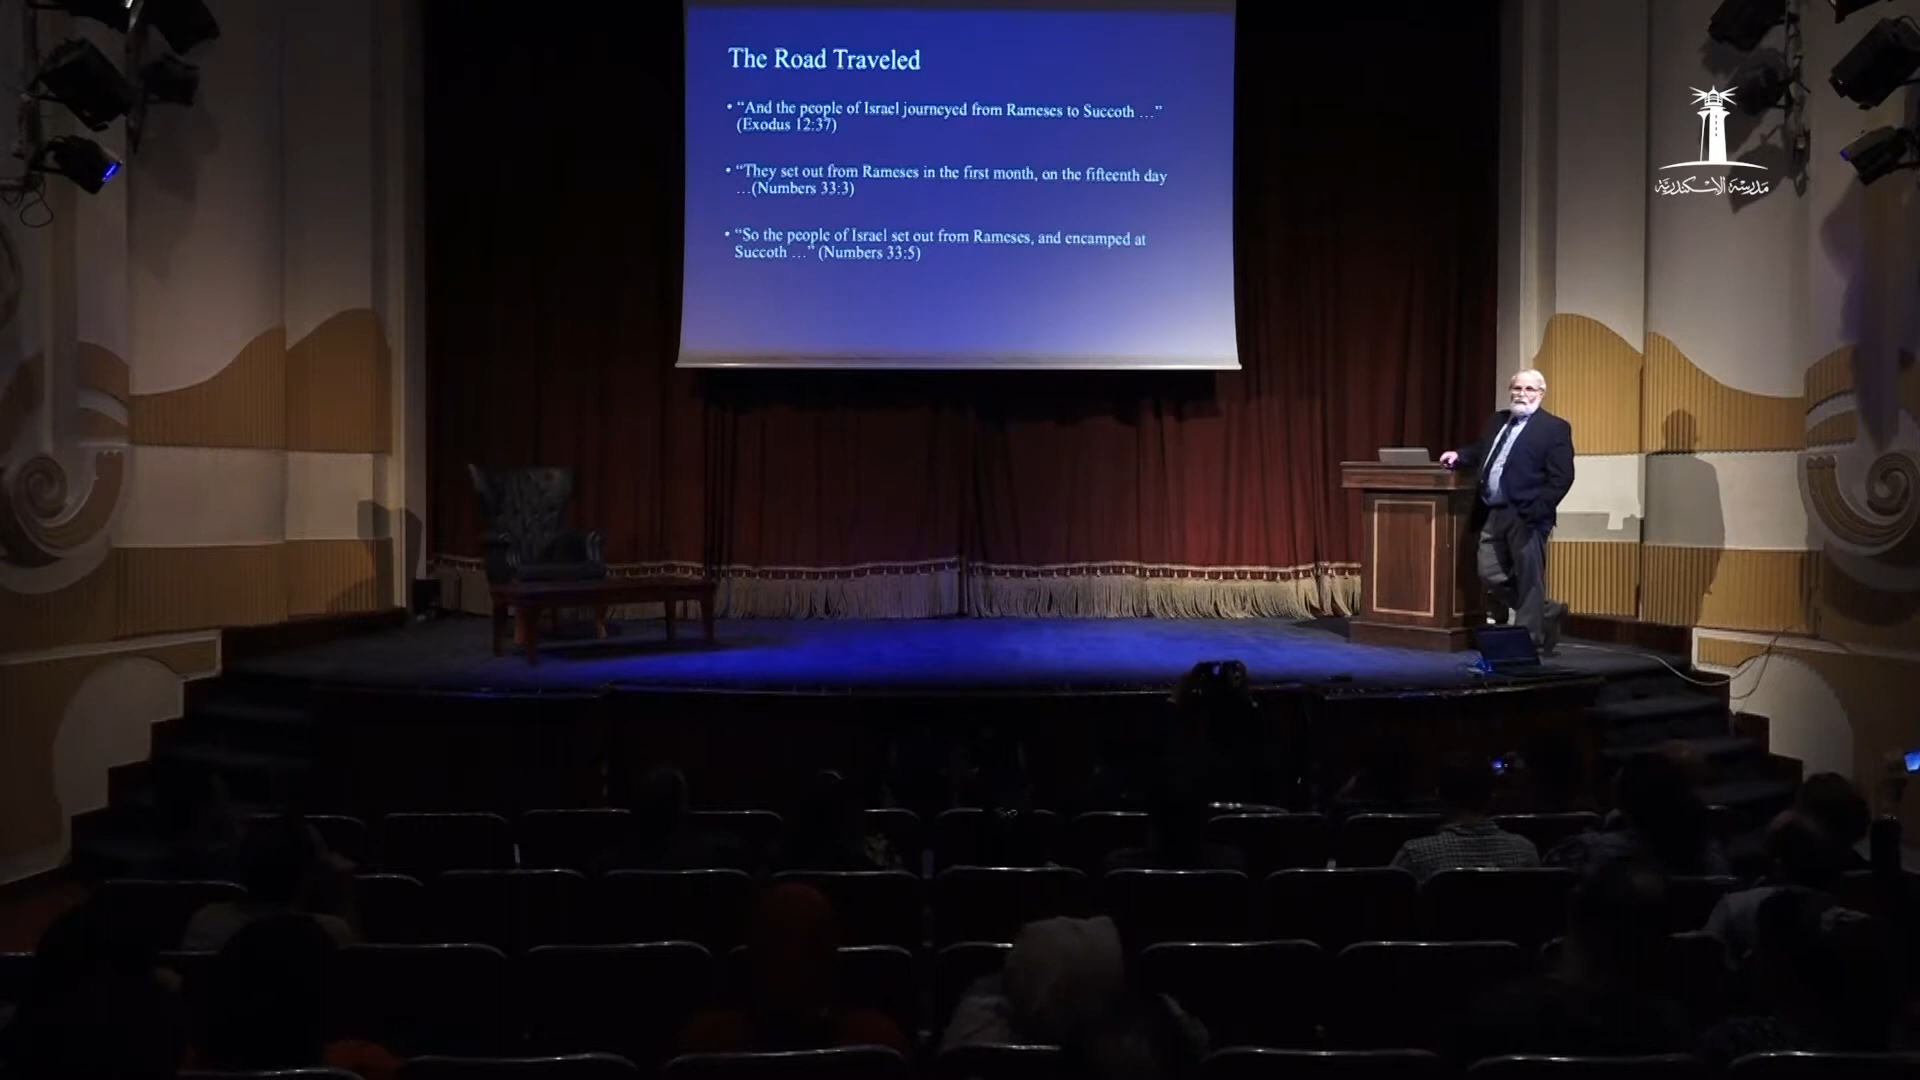 The Road Traveled
• “And the people of Israel journeyed from Rameses to Succoth …”
(Exodus 12:37)
• “They set out from Rameses in the first month, on the fifteenth day
…(Numbers 33:3)
• “So the people of Israel set out from Rameses, and encamped at
Succoth …” (Numbers 33:5)
مدرسة الإسكندرية